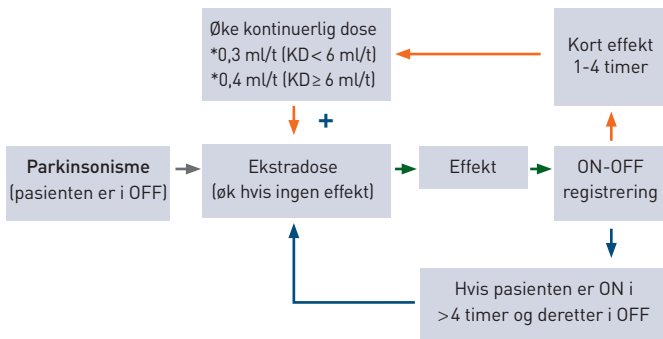 Øke kontinuerlig dose
*0,3 ml/t (KD< 6 ml/t)
*0,4 ml/t (KD≥ 6 ml/t)
Kort effekt
1-4 timer
+
Parkinsonisme
(pasienten er i OFF)
Ekstradose
(øk hvis ingen effekt)
Effekt
ON-OFF
registrering
Hvis pasienten er ON i
>4 timer og deretter i OFF